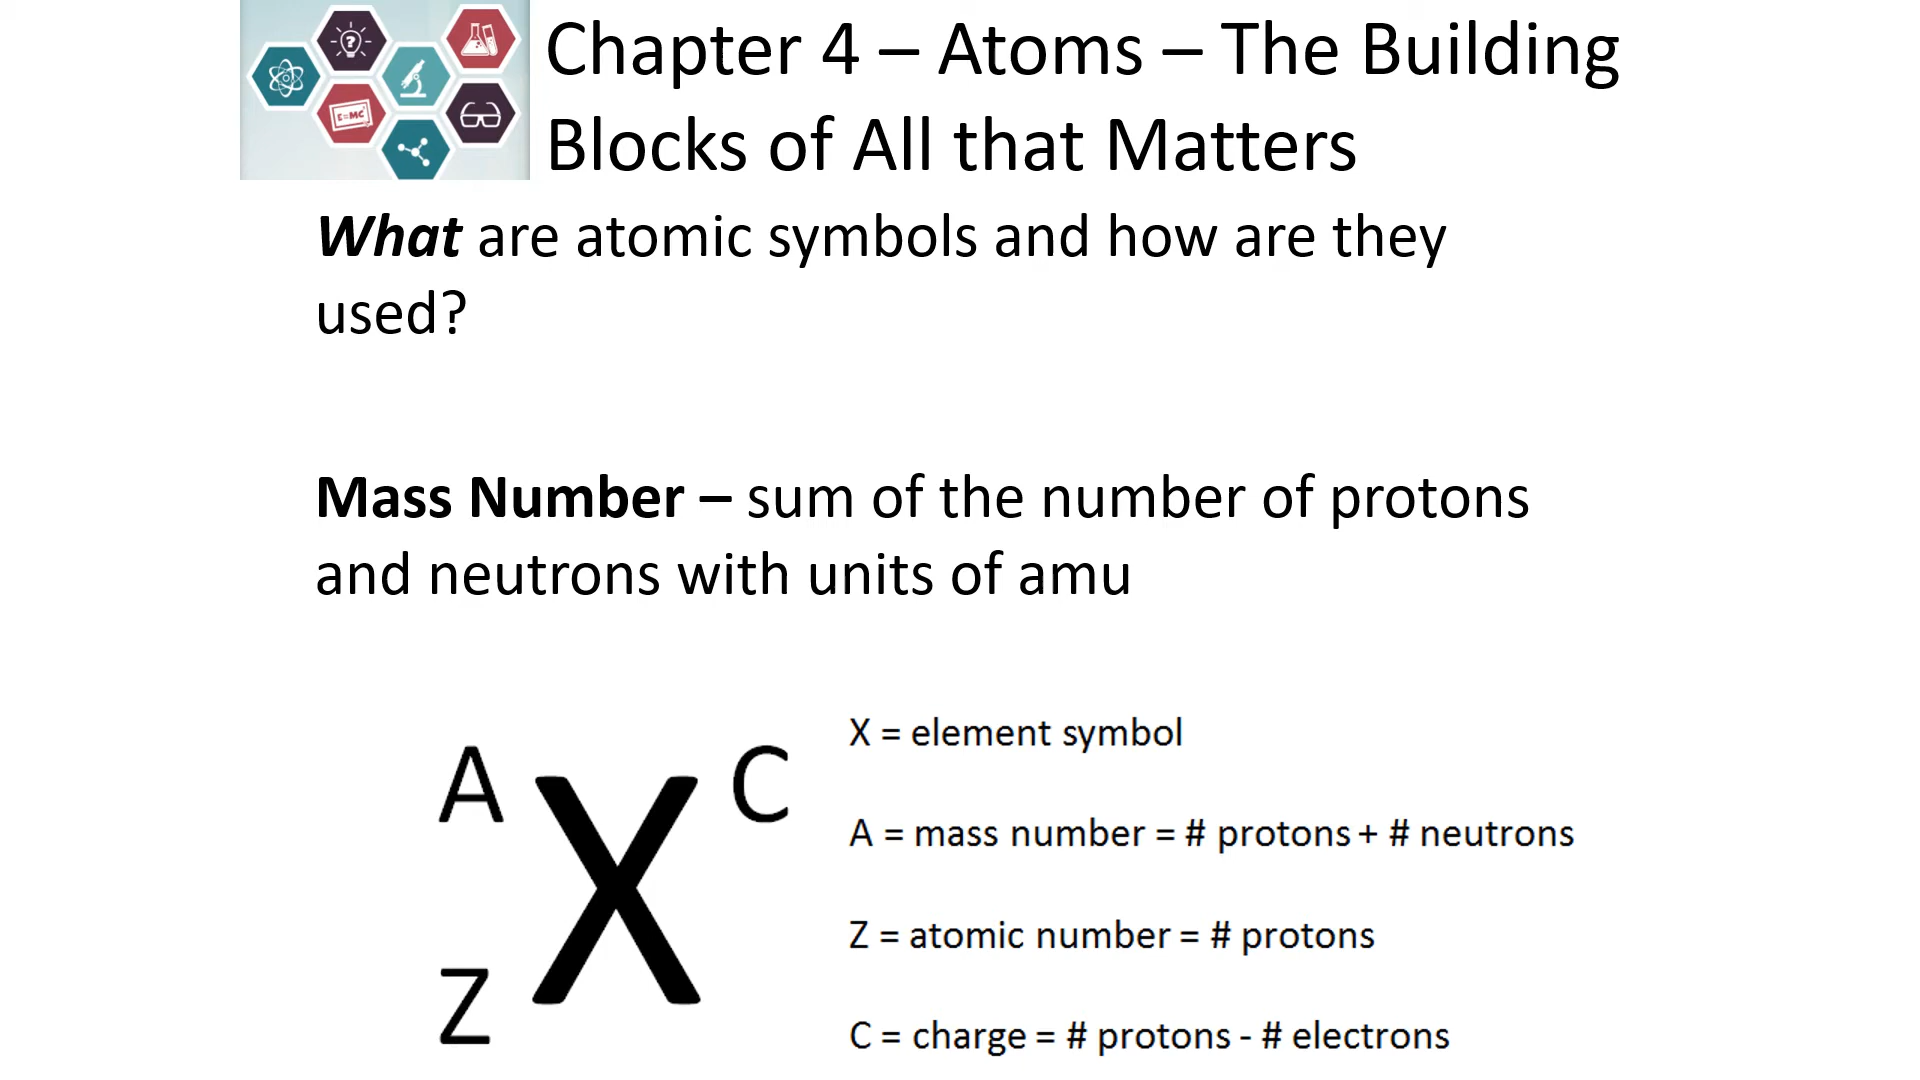 Chapter 4 – Atoms – The Building
Blocks of All that Matters
What are atomic symbols and how are they
used?
Mass Number – sum of the number of protons
and neutrons with units of amu
A X C
Z
X = element symbol
A = mass number = # protons + # neutrons
Z = atomic number = # protons
C = charge = # protons - # electrons
?
E=MC²